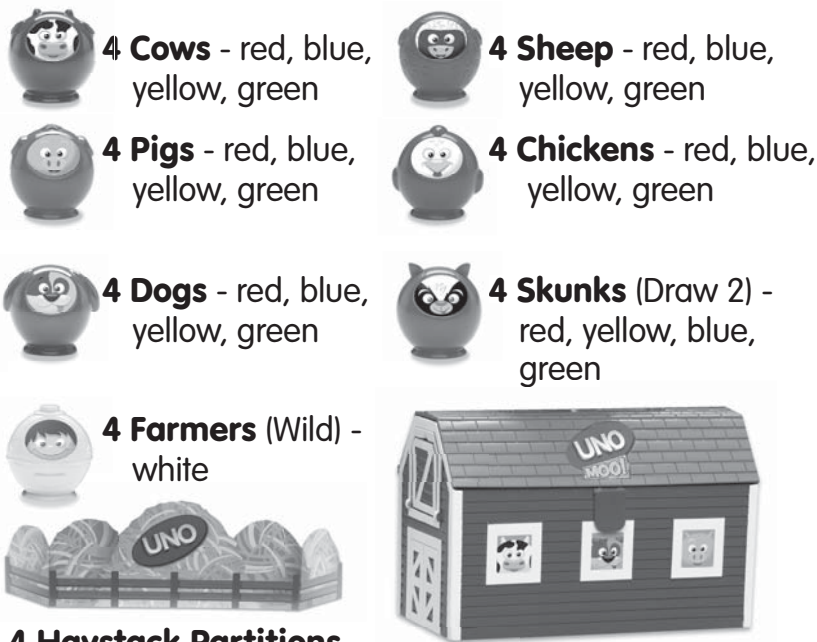 4 Cows - red, blue,
yellow, green
4 Sheep - red, blue,
yellow, green
4 Pigs - red, blue,
yellow, green
4 Chickens - red, blue,
yellow, green
4 Dogs - red, blue,
yellow, green
4 Skunks (Draw 2) -
red, yellow, blue,
green
4 Farmers (Wild) -
white
UNO
UNO
MOO!
4 Haystack Partitions